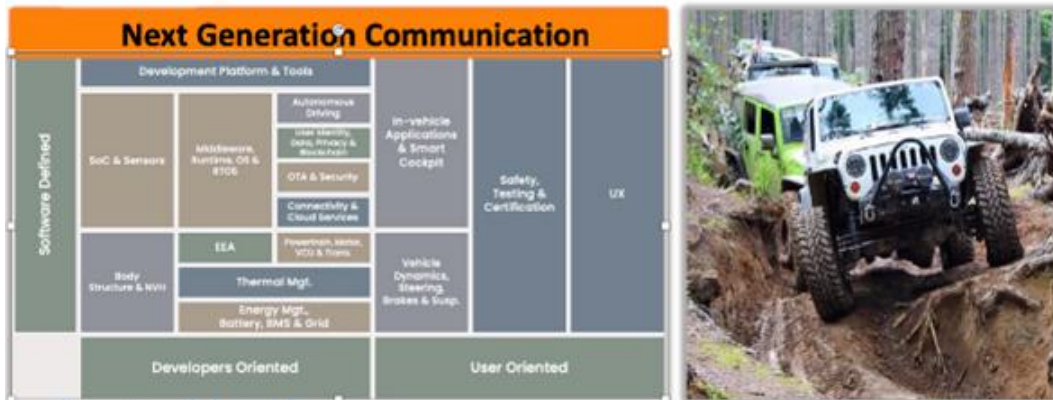 Next Generation Communication
Software Defined
Development Platform & Tools
SoC & Sensors
Middleware,
Runtime, OS &
RTOS
Autonomous
Driving
User Identity,
Data, Privacy &
Blockchain
OTA & Security
Connectivity &
Cloud Services
In-vehicle
Applications
& Smart
Cockpit
Safety,
Testing &
Certification
UX
Body
Structure & NVH
EEA
Powertrain, Motor,
VCU & Trans
Thermal Mgt.
Energy Mgt.,
Battery, BMS & Grid
Vehicle
Dynamics,
Steering,
Brakes & Susp.
Developers Oriented
User Oriented